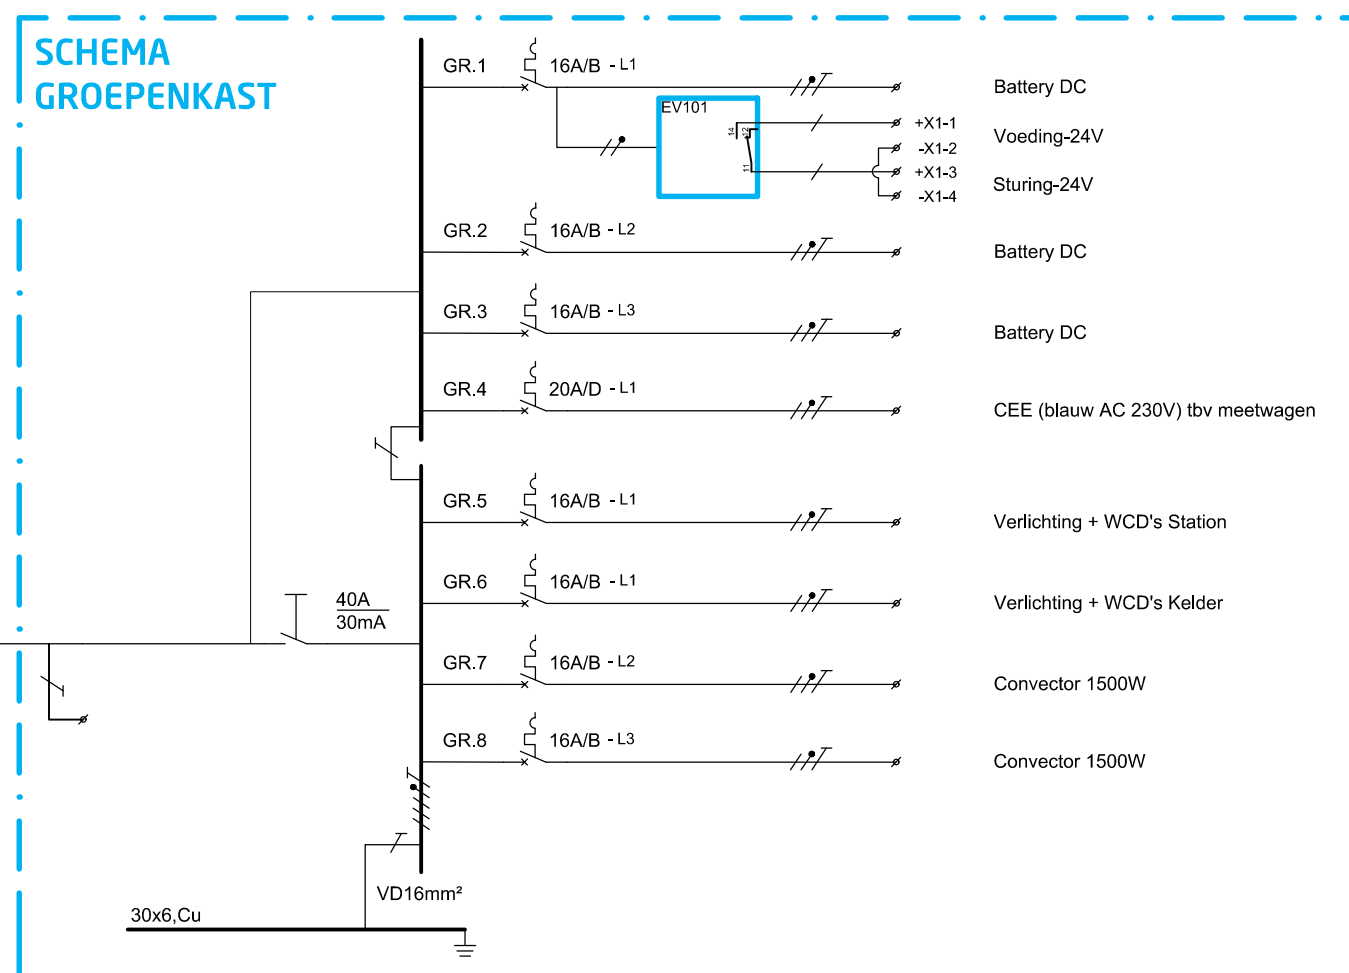 SCHEMA
GROEPENKAST
GR.1 16A/B - L1 Battery DC
EV101
14 12
11
+X1-1
Voeding-24V
-X1-2
+X1-3
Sturing-24V
-X1-4
GR.2 16A/B - L2 Battery DC
GR.3 16A/B - L3 Battery DC
GR.4 20A/D - L1 CEE (blauw AC 230V) tbv meetwagen
GR.5 16A/B - L1 Verlichting + WCD's Station
GR.6 16A/B - L1 Verlichting + WCD's Kelder
40A
30mA
GR.7 16A/B - L2 Convector 1500W
GR.8 16A/B - L3 Convector 1500W
VD16mm²
30x6,Cu